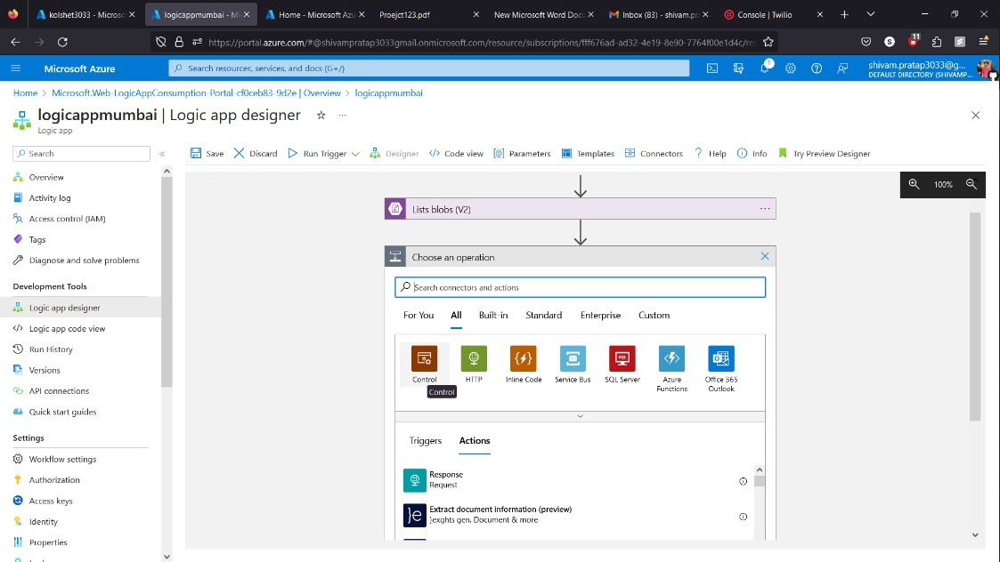 kolshet3033 - Microso
logicappmumbai - Mi
Home - Microsoft Azu
Proejct123.pdf
New Microsoft Word Doc
Inbox (83) - shivam.pra
Console | Twilio
https://portal.azure.com/#@shivampratap3033gmail.onmicrosoft.com/resource/subscriptions/fff676ad-ad32-4e19-8e90-7764f00e1d4c/res
11
Microsoft Azure
Search resources, services, and docs (G+/)
1
shivam.pratap3033@g...
DEFAULT DIRECTORY (SHIVAMP...
Home > Microsoft.Web-LogicAppConsumption-Portal-cf0ceb83-9d2e | Overview > logicappmumbai
logicappmumbai | Logic app designer
Logic app
Search
Save
Discard
Run Trigger
Designer
Code view
Parameters
Templates
Connectors
Help
Info
Try Preview Designer
Overview
Activity log
Access control (IAM)
Tags
Diagnose and solve problems
Development Tools
Logic app designer
Logic app code view
Run History
Versions
API connections
Quick start guides
Settings
Workflow settings
Authorization
Access keys
Identity
Properties
100%
Lists blobs (V2)
Choose an operation
Search connectors and actions
For You
All
Built-in
Standard
Enterprise
Custom
Control
HTTP
Inline Code
Service Bus
SQL Server
Azure Functions
Office 365 Outlook
Control
Triggers
Actions
Response
Request
Extract document information (preview)
}exghts gen. Document & more